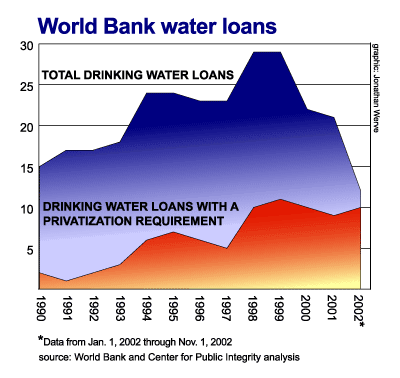 World Bank water loans
30
25
20
15
10
5
TOTAL DRINKING WATER LOANS
DRINKING WATER LOANS WITH A
PRIVATIZATION REQUIREMENT
graphic: Jonathan Werve
1990
1991
1992
1993
1994
1995
1996
1997
1998
1999
2000
2001
2002*
*Data from Jan. 1, 2002 through Nov. 1, 2002
source: World Bank and Center for Public Integrity analysis